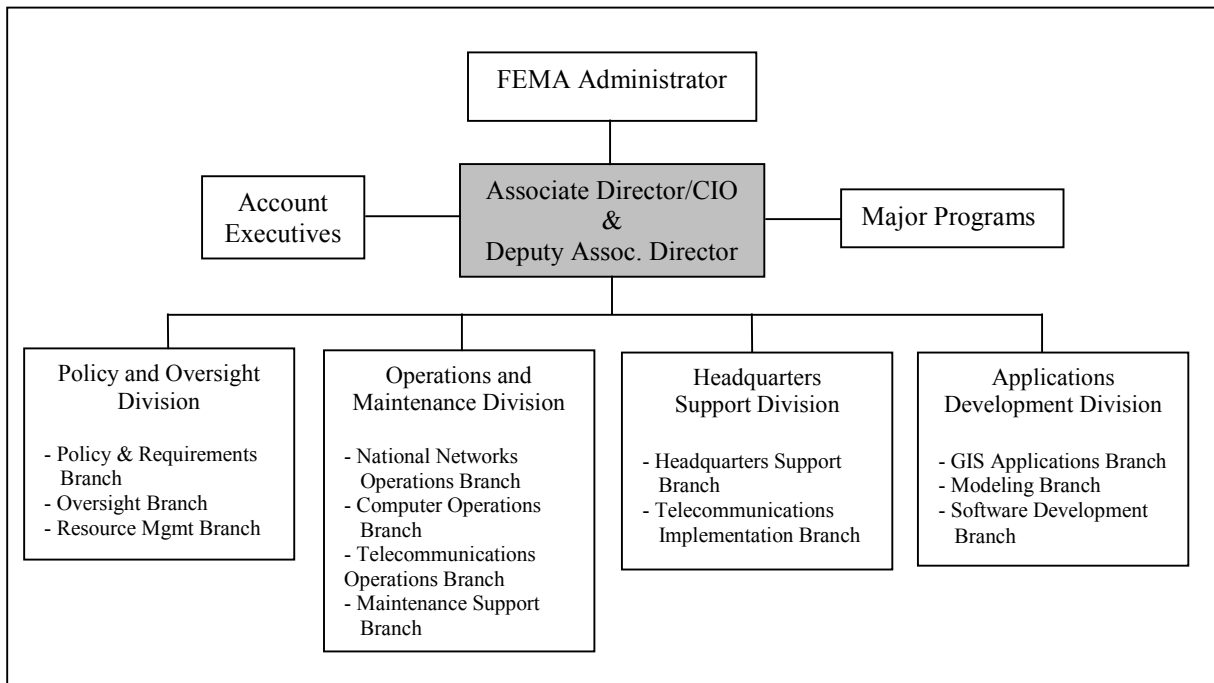 FEMA Administrator
Account
Executives
Associate Director/CIO
&
Deputy Assoc. Director
Major Programs
Policy and Oversight
Division
- Policy & Requirements
Branch
- Oversight Branch
- Resource Mgmt Branch
Operations and
Maintenance Division
- National Networks
Operations Branch
- Computer Operations
Branch
- Telecommunications
Operations Branch
- Maintenance Support
Branch
Headquarters
Support Division
- Headquarters Support
Branch
- Telecommunications
Implementation Branch
Applications
Development Division
- GIS Applications Branch
- Modeling Branch
- Software Development
Branch